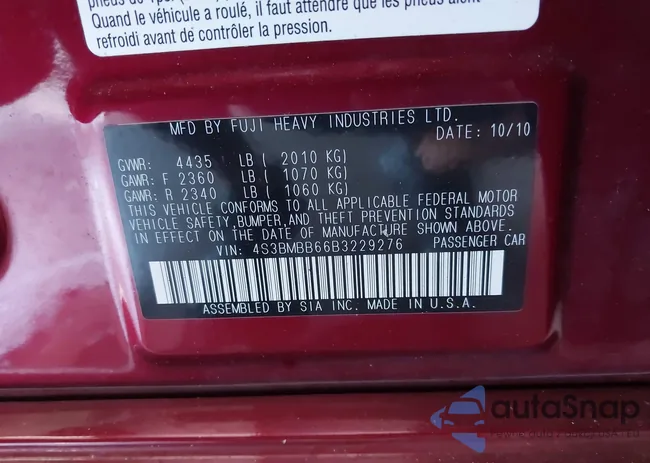 Quand le véhicule a roulé, il faut attendre que les pneus aient
refroidi avant de contrôler la pression.
MFD BY FUJI HEAVY INDUSTRIES LTD.
DATE: 10/10
GVWR: 4435 LB ( 2010 KG)
GAWR: F 2360 LB ( 1070 KG)
GAWR: R 2340 LB ( 1060 KG)
THIS VEHICLE CONFORMS TO ALL APPLICABLE FEDERAL MOTOR
VEHICLE SAFETY,BUMPER,AND THEFT PREVENTION STANDARDS
IN EFFECT ON THE DATE OF MANUFACTURE SHOWN ABOVE.
VIN: 4S3BMBB66B3229276 PASSENGER CAR
ASSEMBLED BY SIA INC. MADE IN U.S.A.
autoSnap